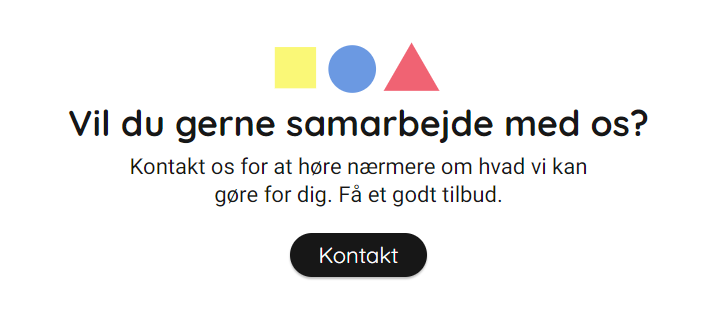 Vil du gerne samarbejde med os?
Kontakt os for at høre nærmere om hvad vi kan
gøre for dig. Få et godt tilbud.
Kontakt